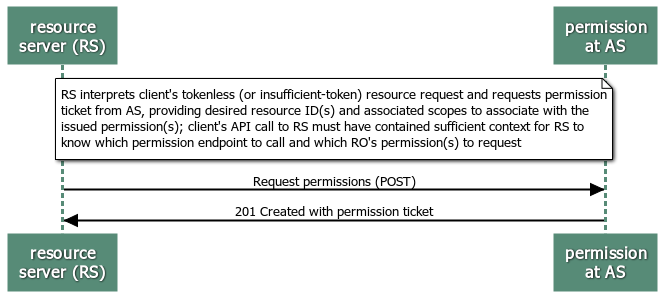 resource
server (RS)
permission
at AS
RS interprets client's tokenless (or insufficient-token) resource request and requests permission
ticket from AS, providing desired resource ID(s) and associated scopes to associate with the
issued permission(s); client's API call to RS must have contained sufficient context for RS to
know which permission endpoint to call and which RO's permission(s) to request
Request permissions (POST)
201 Created with permission ticket
resource
server (RS)
permission
at AS